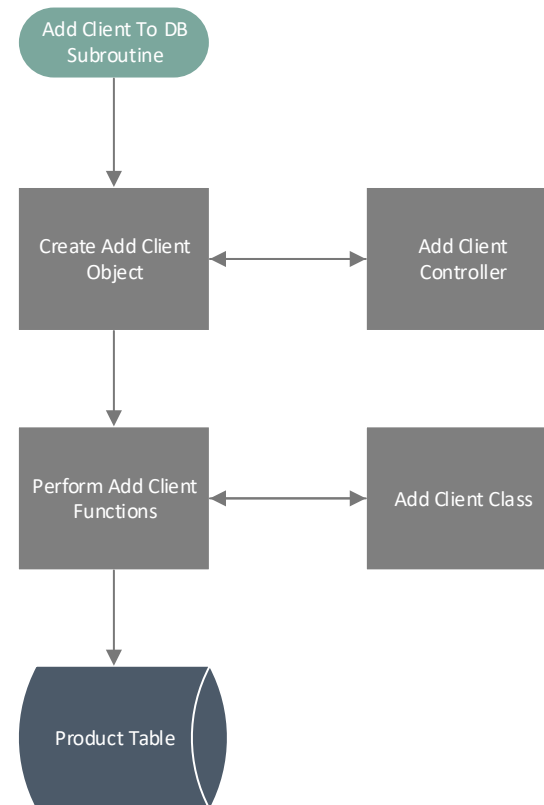 Add Client To DB
Subroutine
Create Add Client
Object
Add Client
Controller
Perform Add Client
Functions
Add Client Class
Product Table